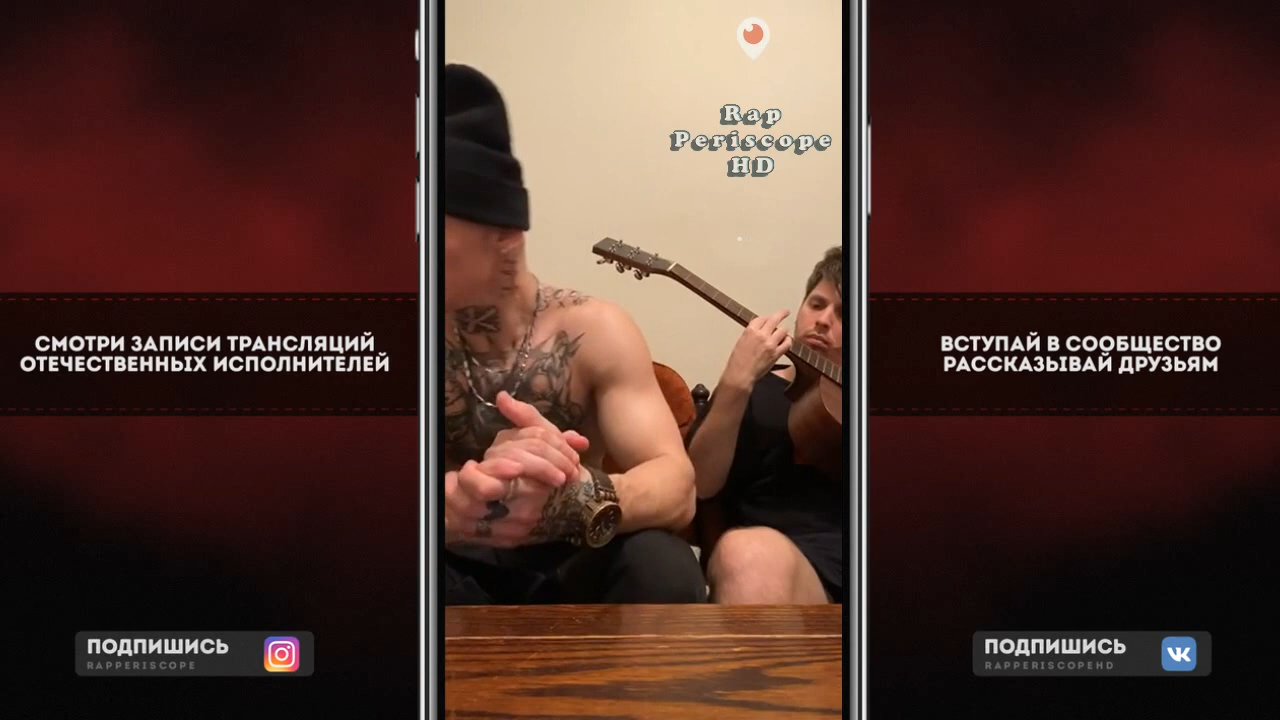 Rap
Periscope
HD
СМОТРИ ЗАПИСИ ТРАНСЛЯЦИЙ
ОТЕЧЕСТВЕННЫХ ИСПОЛНИТЕЛЕЙ
ВСТУПАЙ В СООБЩЕСТВО
РАССКАЗЫВАЙ ДРУЗЬЯМ
ПОДПИШИСЬ
RAPPERISCOPE
ПОДПИШИСЬ
RAPPERISCOPEHD